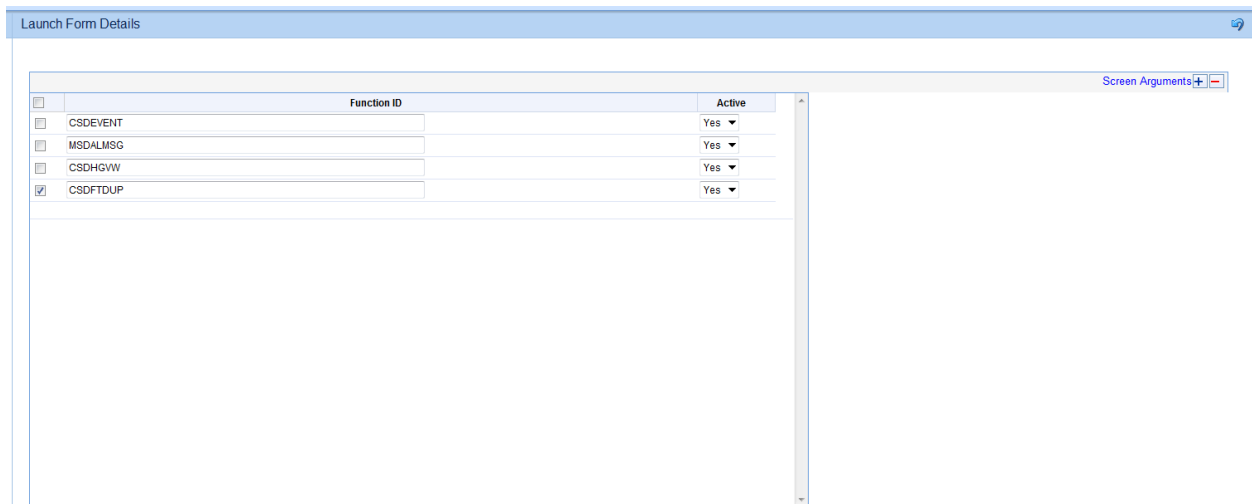 Launch Form Details
Screen Arguments
Function ID Active
CSDEVENT Yes
MSDALMSG Yes
CSDHGVW Yes
CSDFTDUP Yes